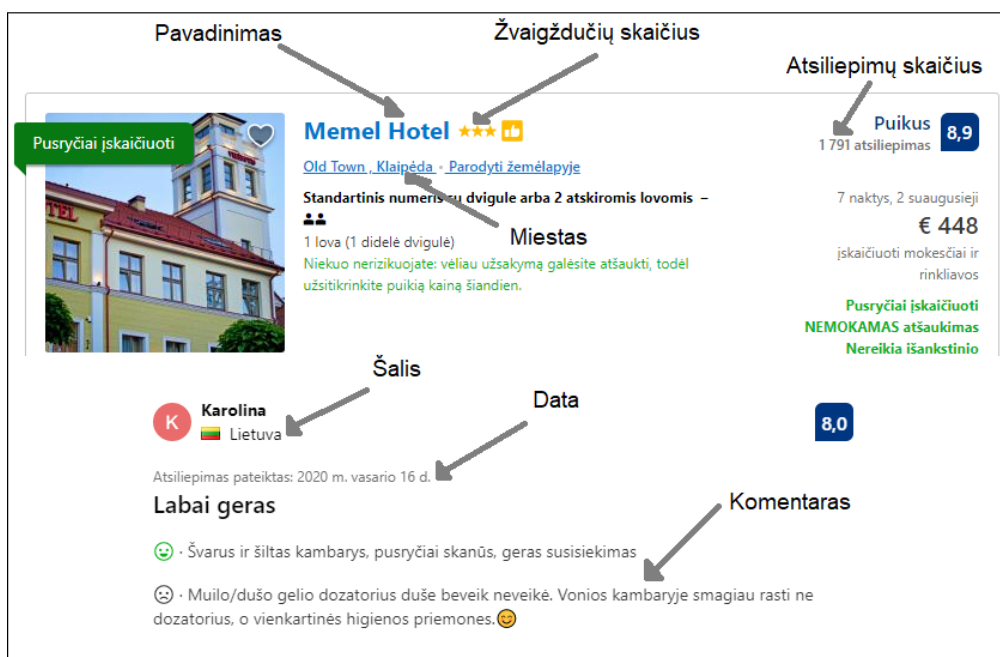 Pavadinimas
Žvaigždučių skaičius
Atsiliepimų skaičius
Pusryčiai įskaičiuoti
Memel Hotel
Puikus
8,9
1 791 atsiliepimas
Old Town , Klaipėda · Parodyti žemėlapyje
Standartinis numeris su dvigule arba 2 atskiromis lovomis –
7 naktys, 2 suaugusieji
€ 448
1 lova (1 didelė dvigulė)
Miestas
įskaičiuoti mokesčiai ir
rinkliavos
Niekuo nerizikuojate: vėliau užsakymą galėsite atšaukti, todėl
užsitikrinkite puikią kainą šiandien.
Pusryčiai įskaičiuoti
NEMOKAMAS atšaukimas
Nereikia išankstinio
Šalis
Data
K
Karolina
Lietuva
8,0
Atsiliepimas pateiktas: 2020 m. vasario 16 d.
Labai geras
Komentaras
· Švarus ir šiltas kambarys, pusryčiai skanūs, geras susisiekimas
· Muilo/dušo gelio dozatorius duše beveik neveikė. Vonios kambaryje smagiau rasti ne
dozatorius, o vienkartinės higienos priemones.😊